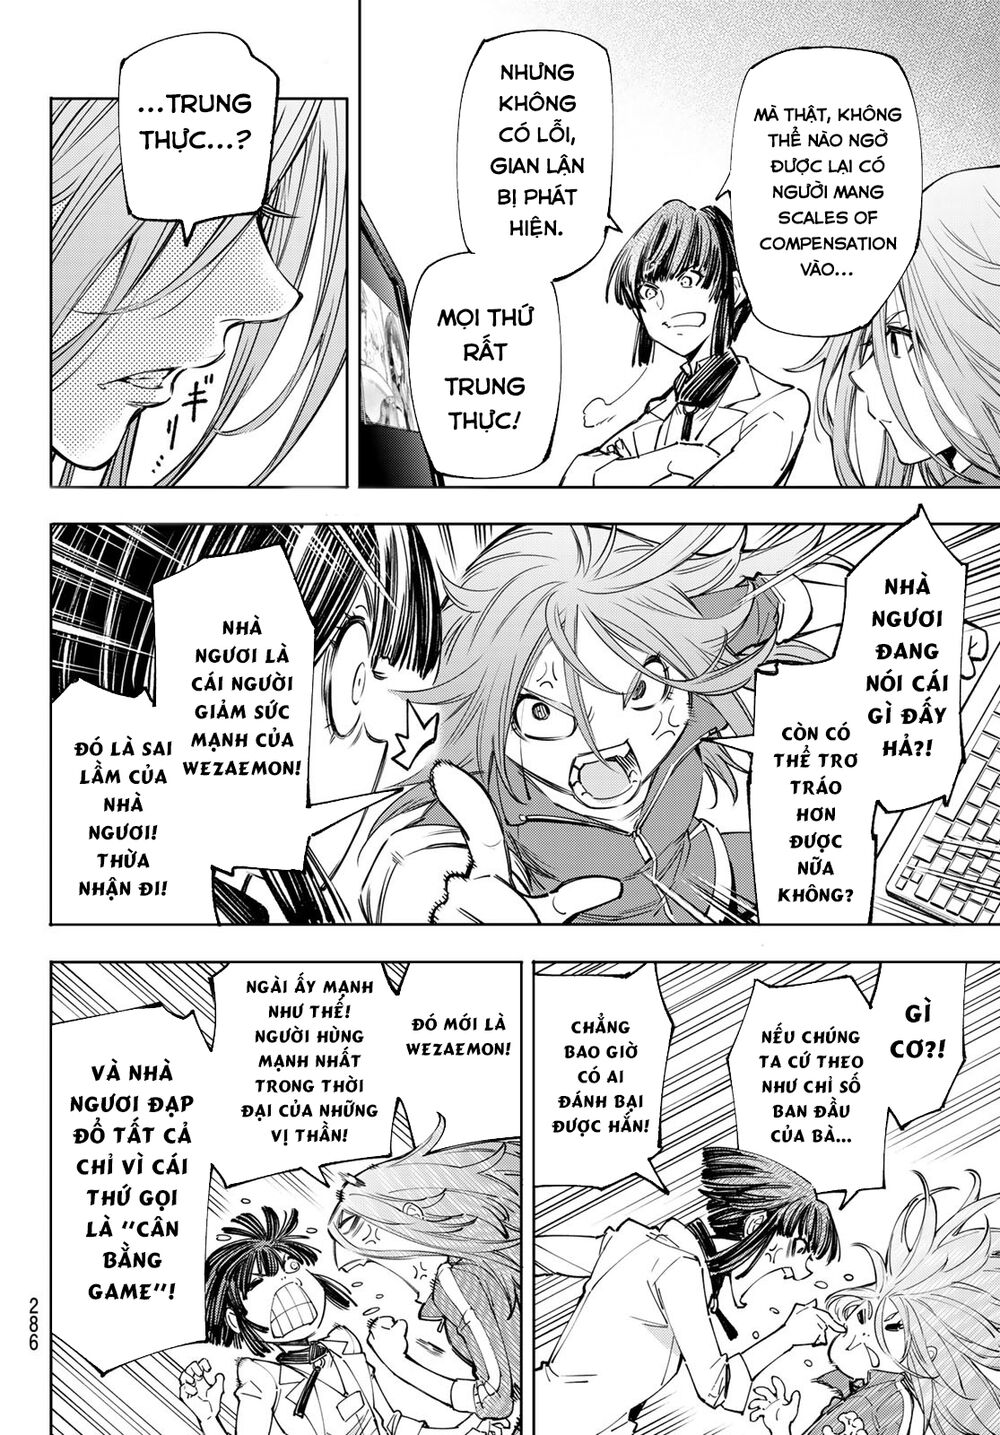 MÀ THẬT, KHÔNG
THỂ NÀO NGỜ
ĐƯỢC LẠI CÓ
NGƯỜI MANG
SCALES OF
COMPENSATION
VÀO...
NHƯNG
KHÔNG
CÓ LỖI,
GIAN LẬN
BỊ PHÁT
HIỆN.
MỌI THỨ
RẤT
TRUNG
THỰC!
...TRUNG
THỰC...?
ギギ
NHÀ
NGƯƠI
ĐANG
NÓI CÁI
GÌ ĐẤY
HẢ?!
CÒN CÓ
THỂ TRƠ
TRÁO
HƠN
ĐƯỢC
NỮA
KHÔNG?
NHÀ
NGƯƠI LÀ
CÁI NGƯỜI
GIẢM SỨC
MẠNH CỦA
WEZAEMON!
ĐÓ LÀ SAI
LẦM CỦA
NHÀ
NGƯƠI!
THỪA
NHẬN ĐI!
GÌ
CƠ?!
NẾU CHÚNG
TA CỨ THEO
NHƯ CHỈ SỐ
BAN ĐẦU
CỦA BÀ...
CHẲNG
BAO GIỜ
CÓ AI
ĐÁNH BẠI
ĐƯỢC HẮN!
ĐÓ MỚI LÀ
WEZAEMON!
NGÀI ẤY MẠNH
NHƯ THẾ!
NGƯỜI HÙNG
MẠNH NHẤT
TRONG THỜI
ĐẠI CỦA NHỮNG
VỊ THẦN!
VÀ NHÀ
NGƯƠI ĐẠP
ĐỔ TẤT CẢ
CHỈ VÌ CÁI
THỨ GỌI
LÀ "CÂN
BẰNG
GAME"!
286